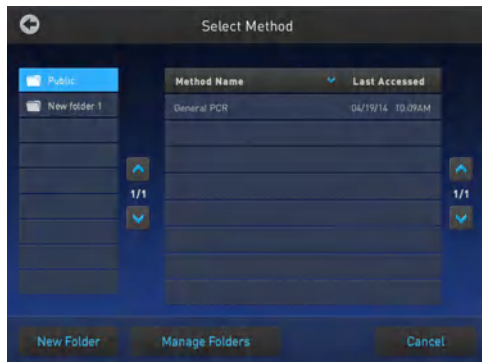 Select Method
Public
New folder 1
1/1
Method Name
Last Accessed
General PCR
04/19/14 10:09AM
1/1
New Folder
Manage Folders
Cancel